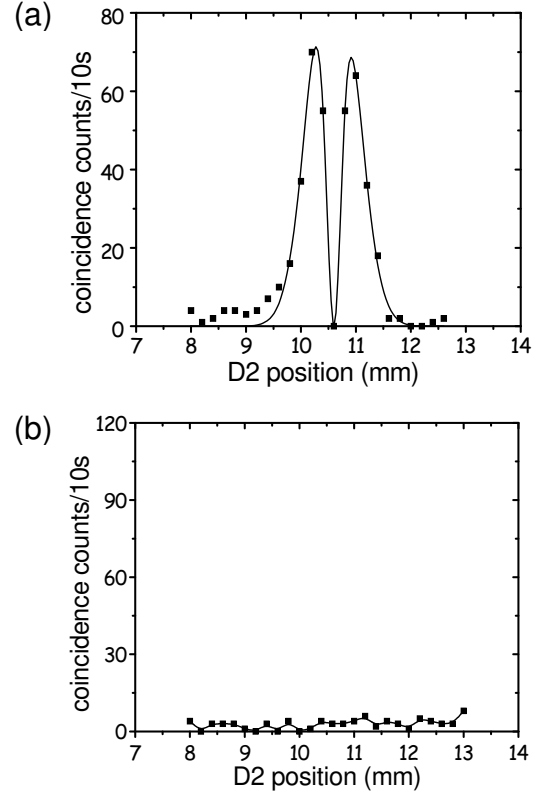 (a)
coincidence counts/10s
80
60
40
20
0
7 8 9 10 11 12 13 14
D2 position (mm)
(b)
coincidence counts/10s
120
90
60
30
0
7 8 9 10 11 12 13 14
D2 position (mm)